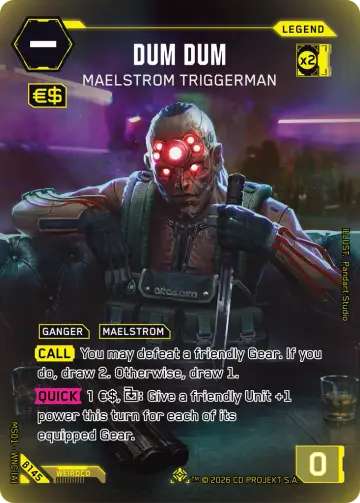 LEGEND
DUM DUM
MAELSTROM TRIGGERMAN
x2
€$
ILLUST. Pandart Studio
GANGER MAELSTROM
CALL You may defeat a friendly Gear. If you
do, draw 2. Otherwise, draw 1.
QUICK 1 €$, : Give a friendly Unit +1
power this turn for each of its
equipped Gear.
β145
WEIRDCO
™ © 2026 CD PROJEKT S.A.
0